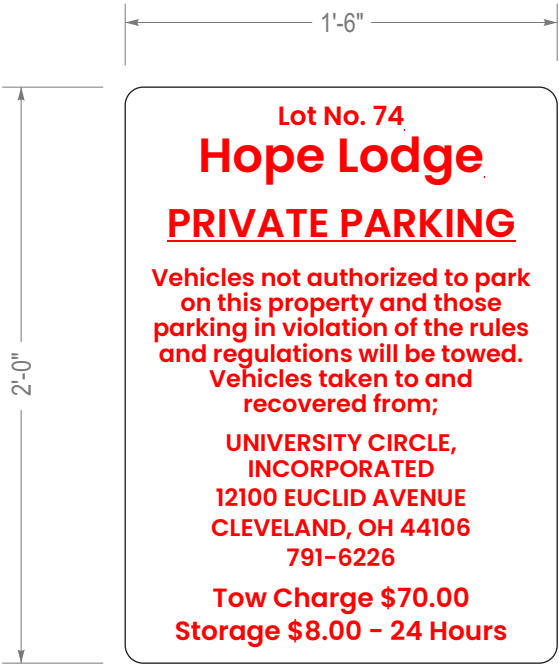 1'-6"
2'-0"
Lot No. 74
Hope Lodge
PRIVATE PARKING
Vehicles not authorized to park
on this property and those
parking in violation of the rules
and regulations will be towed.
Vehicles taken to and
recovered from;
UNIVERSITY CIRCLE,
INCORPORATED
12100 EUCLID AVENUE
CLEVELAND, OH 44106
791-6226
Tow Charge $70.00
Storage $8.00 - 24 Hours